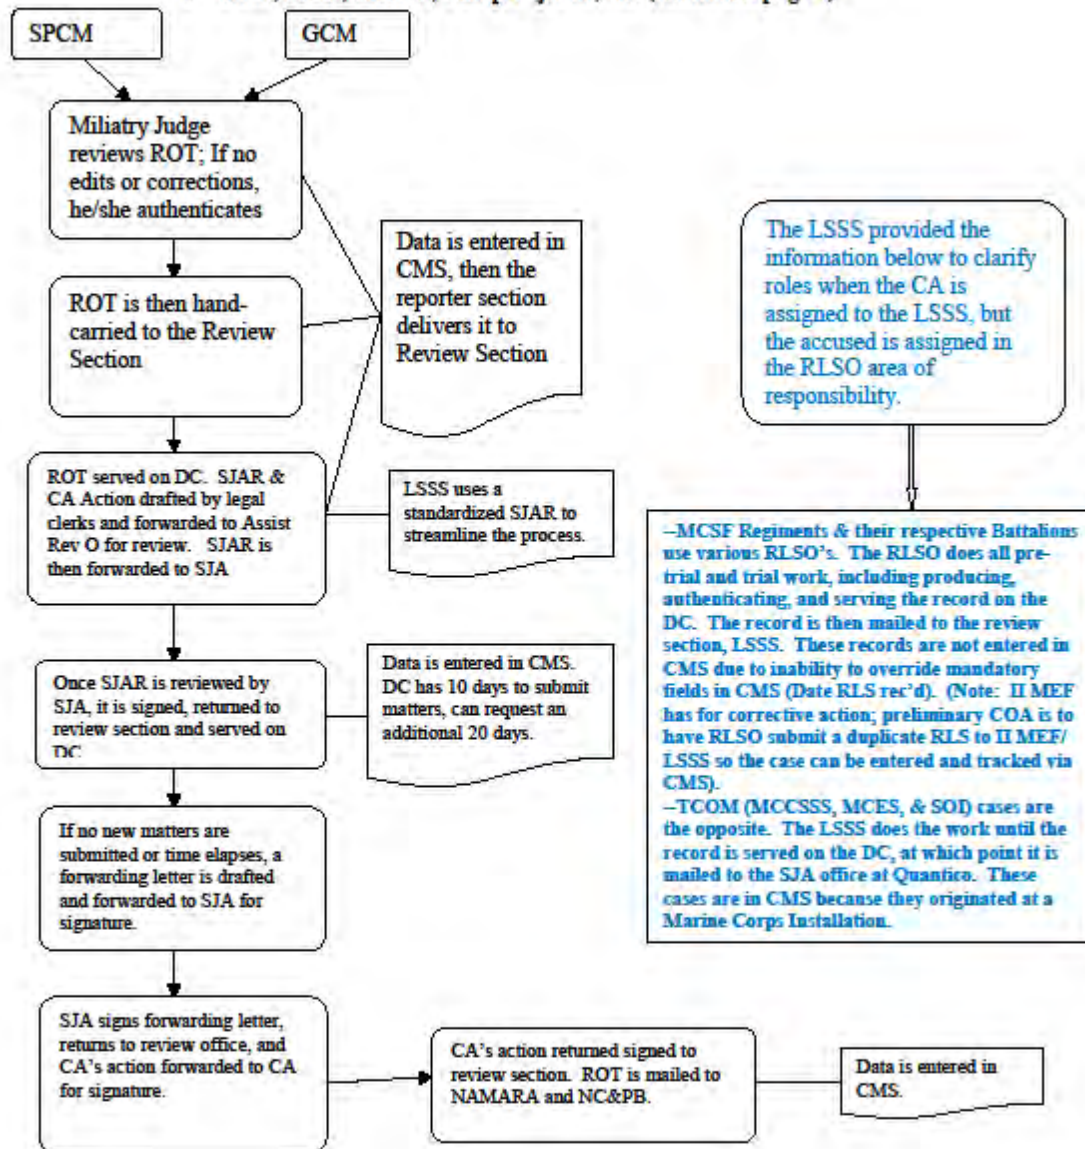 SPCM
GCM
Miliatry Judge
reviews ROT; If no
edits or corrections,
he/she authenticates
ROT is then hand-
carried to the Review
Section
Data is entered in
CMS, then the
reporter section
delivers it to
Review Section
The LSSS provided the
information below to clarify
roles when the CA is
assigned to the LSSS, but
the accused is assigned in
the RLSO area of
responsibility.
ROT served on DC. SJAR &
CA Action drafted by legal
clerks and forwarded to Assist
Rev O for review. SJAR is
then forwarded to SJA
LSSS uses a
standardized SJAR to
streamline the process.
--MCSF Regiments & their respective Battalions
use various RLSO's. The RLSO does all pre-
trial and trial work, including producing,
authenticating, and serving the record on the
DC. The record is then mailed to the review
section, LSSS. These records are not entered in
CMS due to inability to override mandatory
fields in CMS (Date RLS rec'd). (Note: II MEF
has for corrective action; preliminary COA is to
have RLSO submit a duplicate RLS to II MEF/
LSSS so the case can be entered and tracked via
CMS).
--TCOM (MCCSSS, MCES, & SOI) cases are
the opposite. The LSSS does the work until the
record is served on the DC, at which point it is
mailed to the SJA office at Quantico. These
cases are in CMS because they originated at a
Marine Corps Installation.
Once SJAR is reviewed by
SJA, it is signed, returned to
review section and served on
DC.
Data is entered in CMS.
DC has 10 days to submit
matters, can request an
additional 20 days.
If no new matters are
submitted or time elapses, a
forwarding letter is drafted
and forwarded to SJA for
signature.
SJA signs forwarding letter,
returns to review office, and
CA's action forwarded to CA
for signature.
CA's action returned signed to
review section. ROT is mailed to
NAMARA and NC&PB.
Data is entered in
CMS.